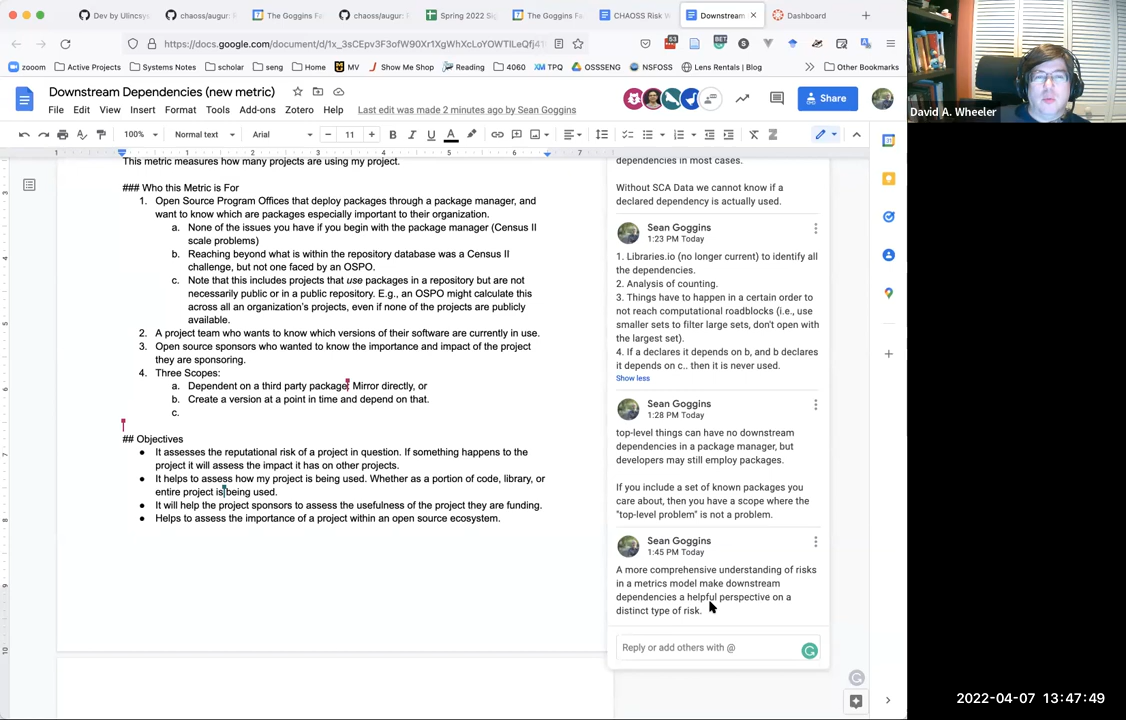 Dev by Ulincsys
chaoss/augur:
The Goggins Fa
chaoss/augur:
Spring 2022 Sig
The Goggins Fa
CHAOSS Risk W
Downstream
Dashboard
https://docs.google.com/document/d/1x_3sCEpv3F3ofW90Xr1XgWhXcLoYOWTlLeQfj4
zooom
Active Projects
Systems Notes
scholar
seng
Home
MV
Show Me Shop
Reading
4060
TPQ
OSSSENG
NSFOSS
Lens Rentals | Blog
Other Bookmarks
Downstream Dependencies (new metric)
File Edit View Insert Format Tools Add-ons Zotero Help
Last edit was made 2 minutes ago by Sean Goggins
Share
100%
Normal text
Arial
11
This metric measures how many projects are using my project.
### Who this Metric is For
1. Open Source Program Offices that deploy packages through a package manager, and
want to know which are packages especially important to their organization.
a. None of the issues you have if you begin with the package manager (Census II
scale problems)
b. Reaching beyond what is within the repository database was a Census II
challenge, but not one faced by an OSPO.
c. Note that this includes projects that use packages in a repository but are not
necessarily public or in a public repository. E.g., an OSPO might calculate this
across all an organization's projects, even if none of the projects are publicly
available.
2. A project team who wants to know which versions of their software are currently in use.
3. Open source sponsors who wanted to know the importance and impact of the project
they are sponsoring.
4. Three Scopes:
a. Dependent on a third party package; Mirror directly, or
b. Create a version at a point in time and depend on that.
c.
## Objectives
● It assesses the reputational risk of a project in question. If something happens to the
project it will assess the impact it has on other projects.
● It helps to assess how my project is being used. Whether as a portion of code, library, or
entire project is being used.
● It will help the project sponsors to assess the usefulness of the project they are funding.
● Helps to assess the importance of a project within an open source ecosystem.
dependencies in most cases.
Without SCA Data we cannot know if a
declared dependency is actually used.
Sean Goggins
1:23 PM Today
1. Libraries.io (no longer current) to identify all
the dependencies.
2. Analysis of counting.
3. Things have to happen in a certain order to
not reach computational roadblocks (i.e., use
smaller sets to filter large sets, don't open with
the largest set).
4. If a declares it depends on b, and b declares
it depends on c.. then it is never used.
Show less
Sean Goggins
1:28 PM Today
top-level things can have no downstream
dependencies in a package manager, but
developers may still employ packages.
If you include a set of known packages you
care about, then you have a scope where the
"top-level problem" is not a problem.
Sean Goggins
1:45 PM Today
A more comprehensive understanding of risks
in a metrics model make downstream
dependencies a helpful perspective on a
distinct type of risk.
Reply or add others with @
David A. Wheeler
2022-04-07 13:47:49